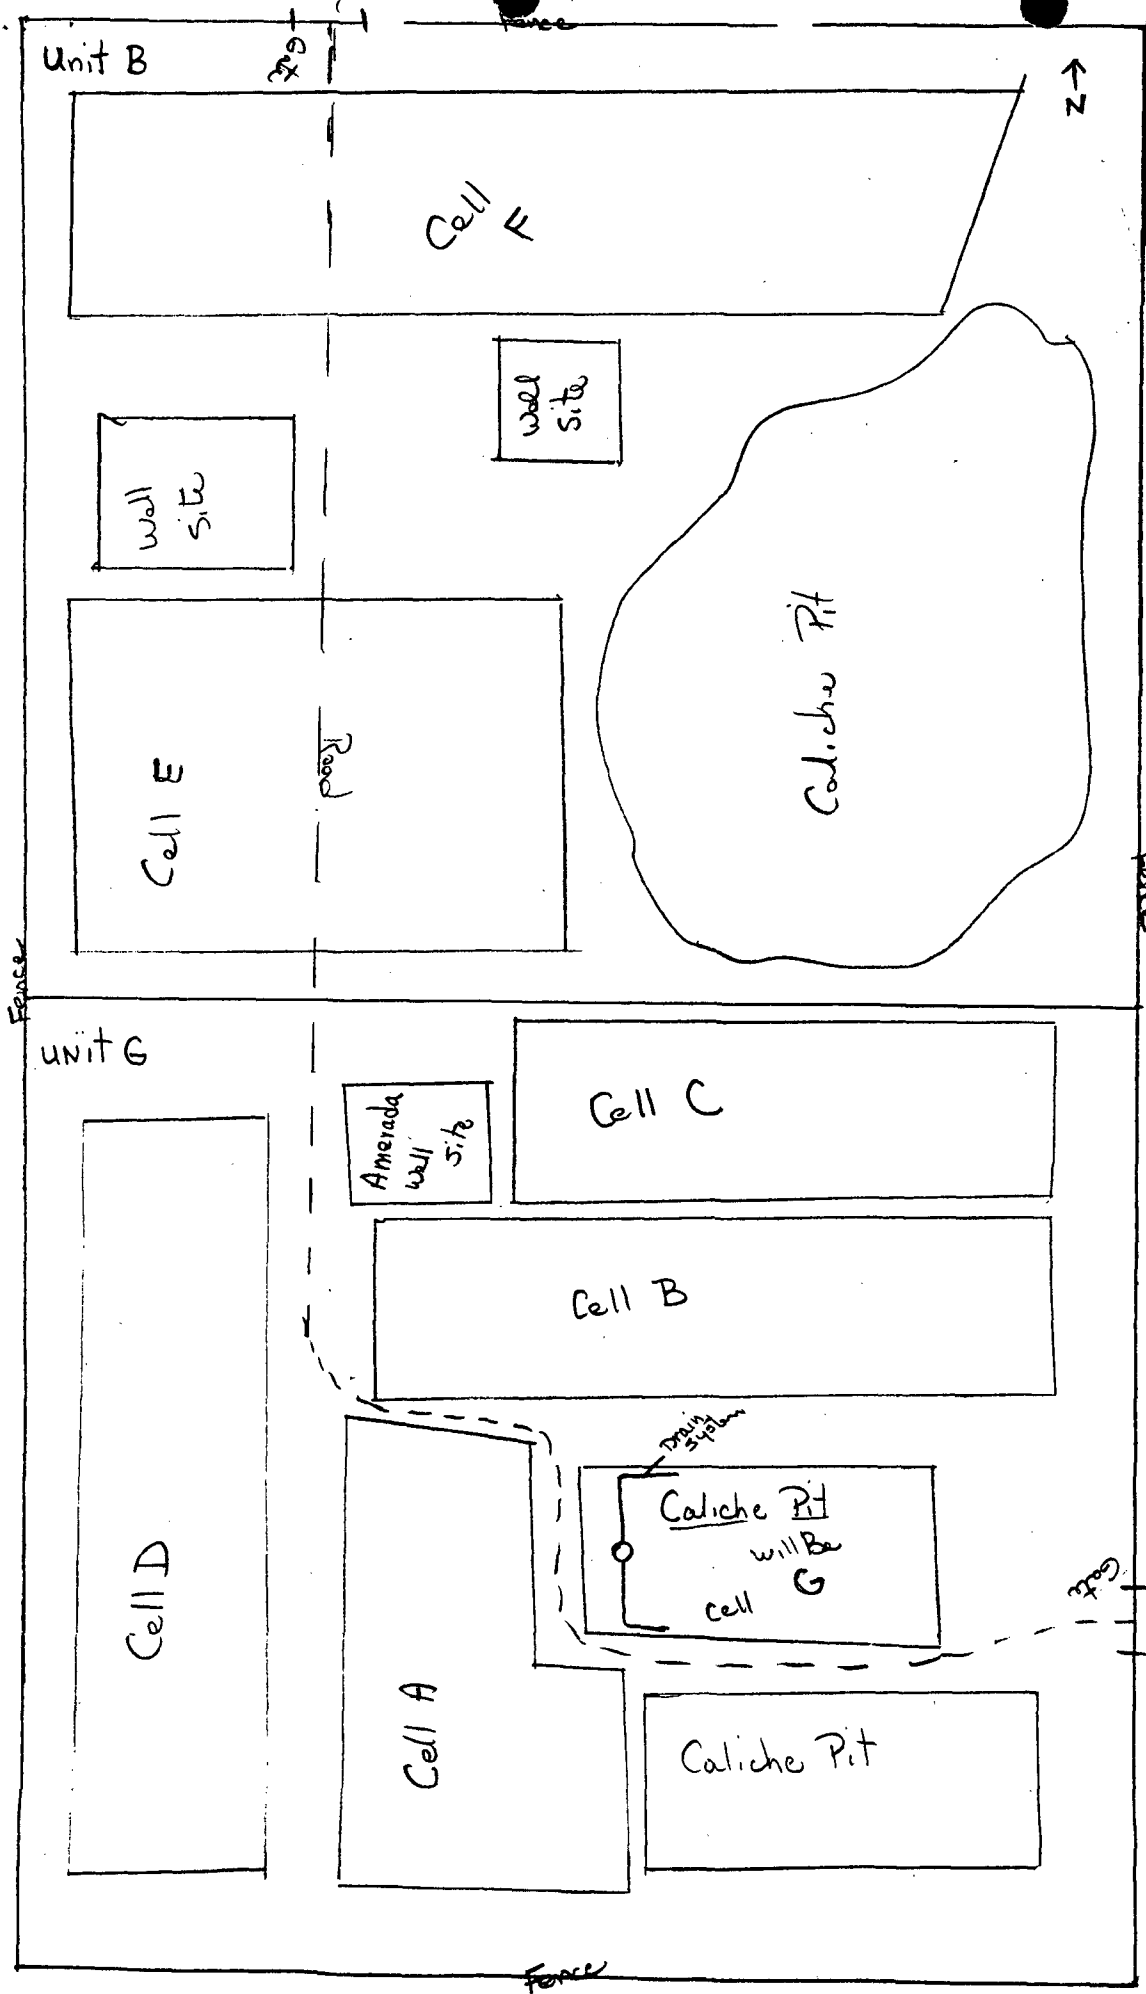 Fence
Unit B
Gate
N
Cell
F
Well
Site
Well
Site
Caliche Pit
Cell E
Road
Fence
Unit G
Cell C
Amerada
Well
Site
Cell B
Drain
System
Caliche Pit
will Be
G
Cell
Gate
Cell D
Cell A
Caliche Pit
Fence